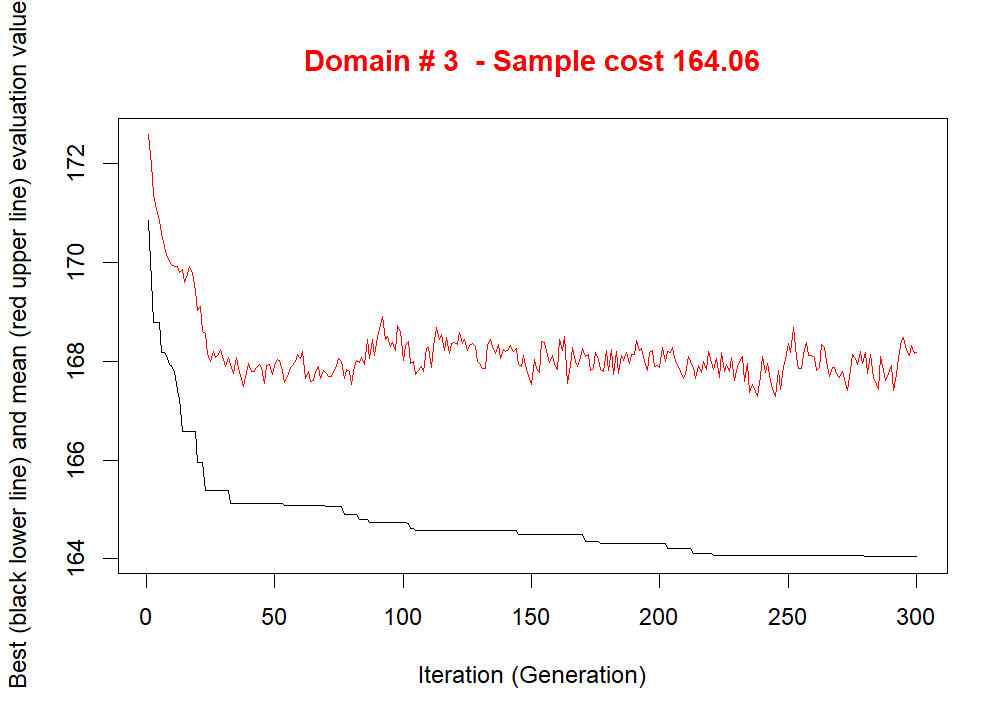 Domain # 3  - Sample cost 164.06
Best (black lower line) and mean (red upper line) evaluation value
172
170
168
166
164
0 50 100 150 200 250 300
Iteration (Generation)